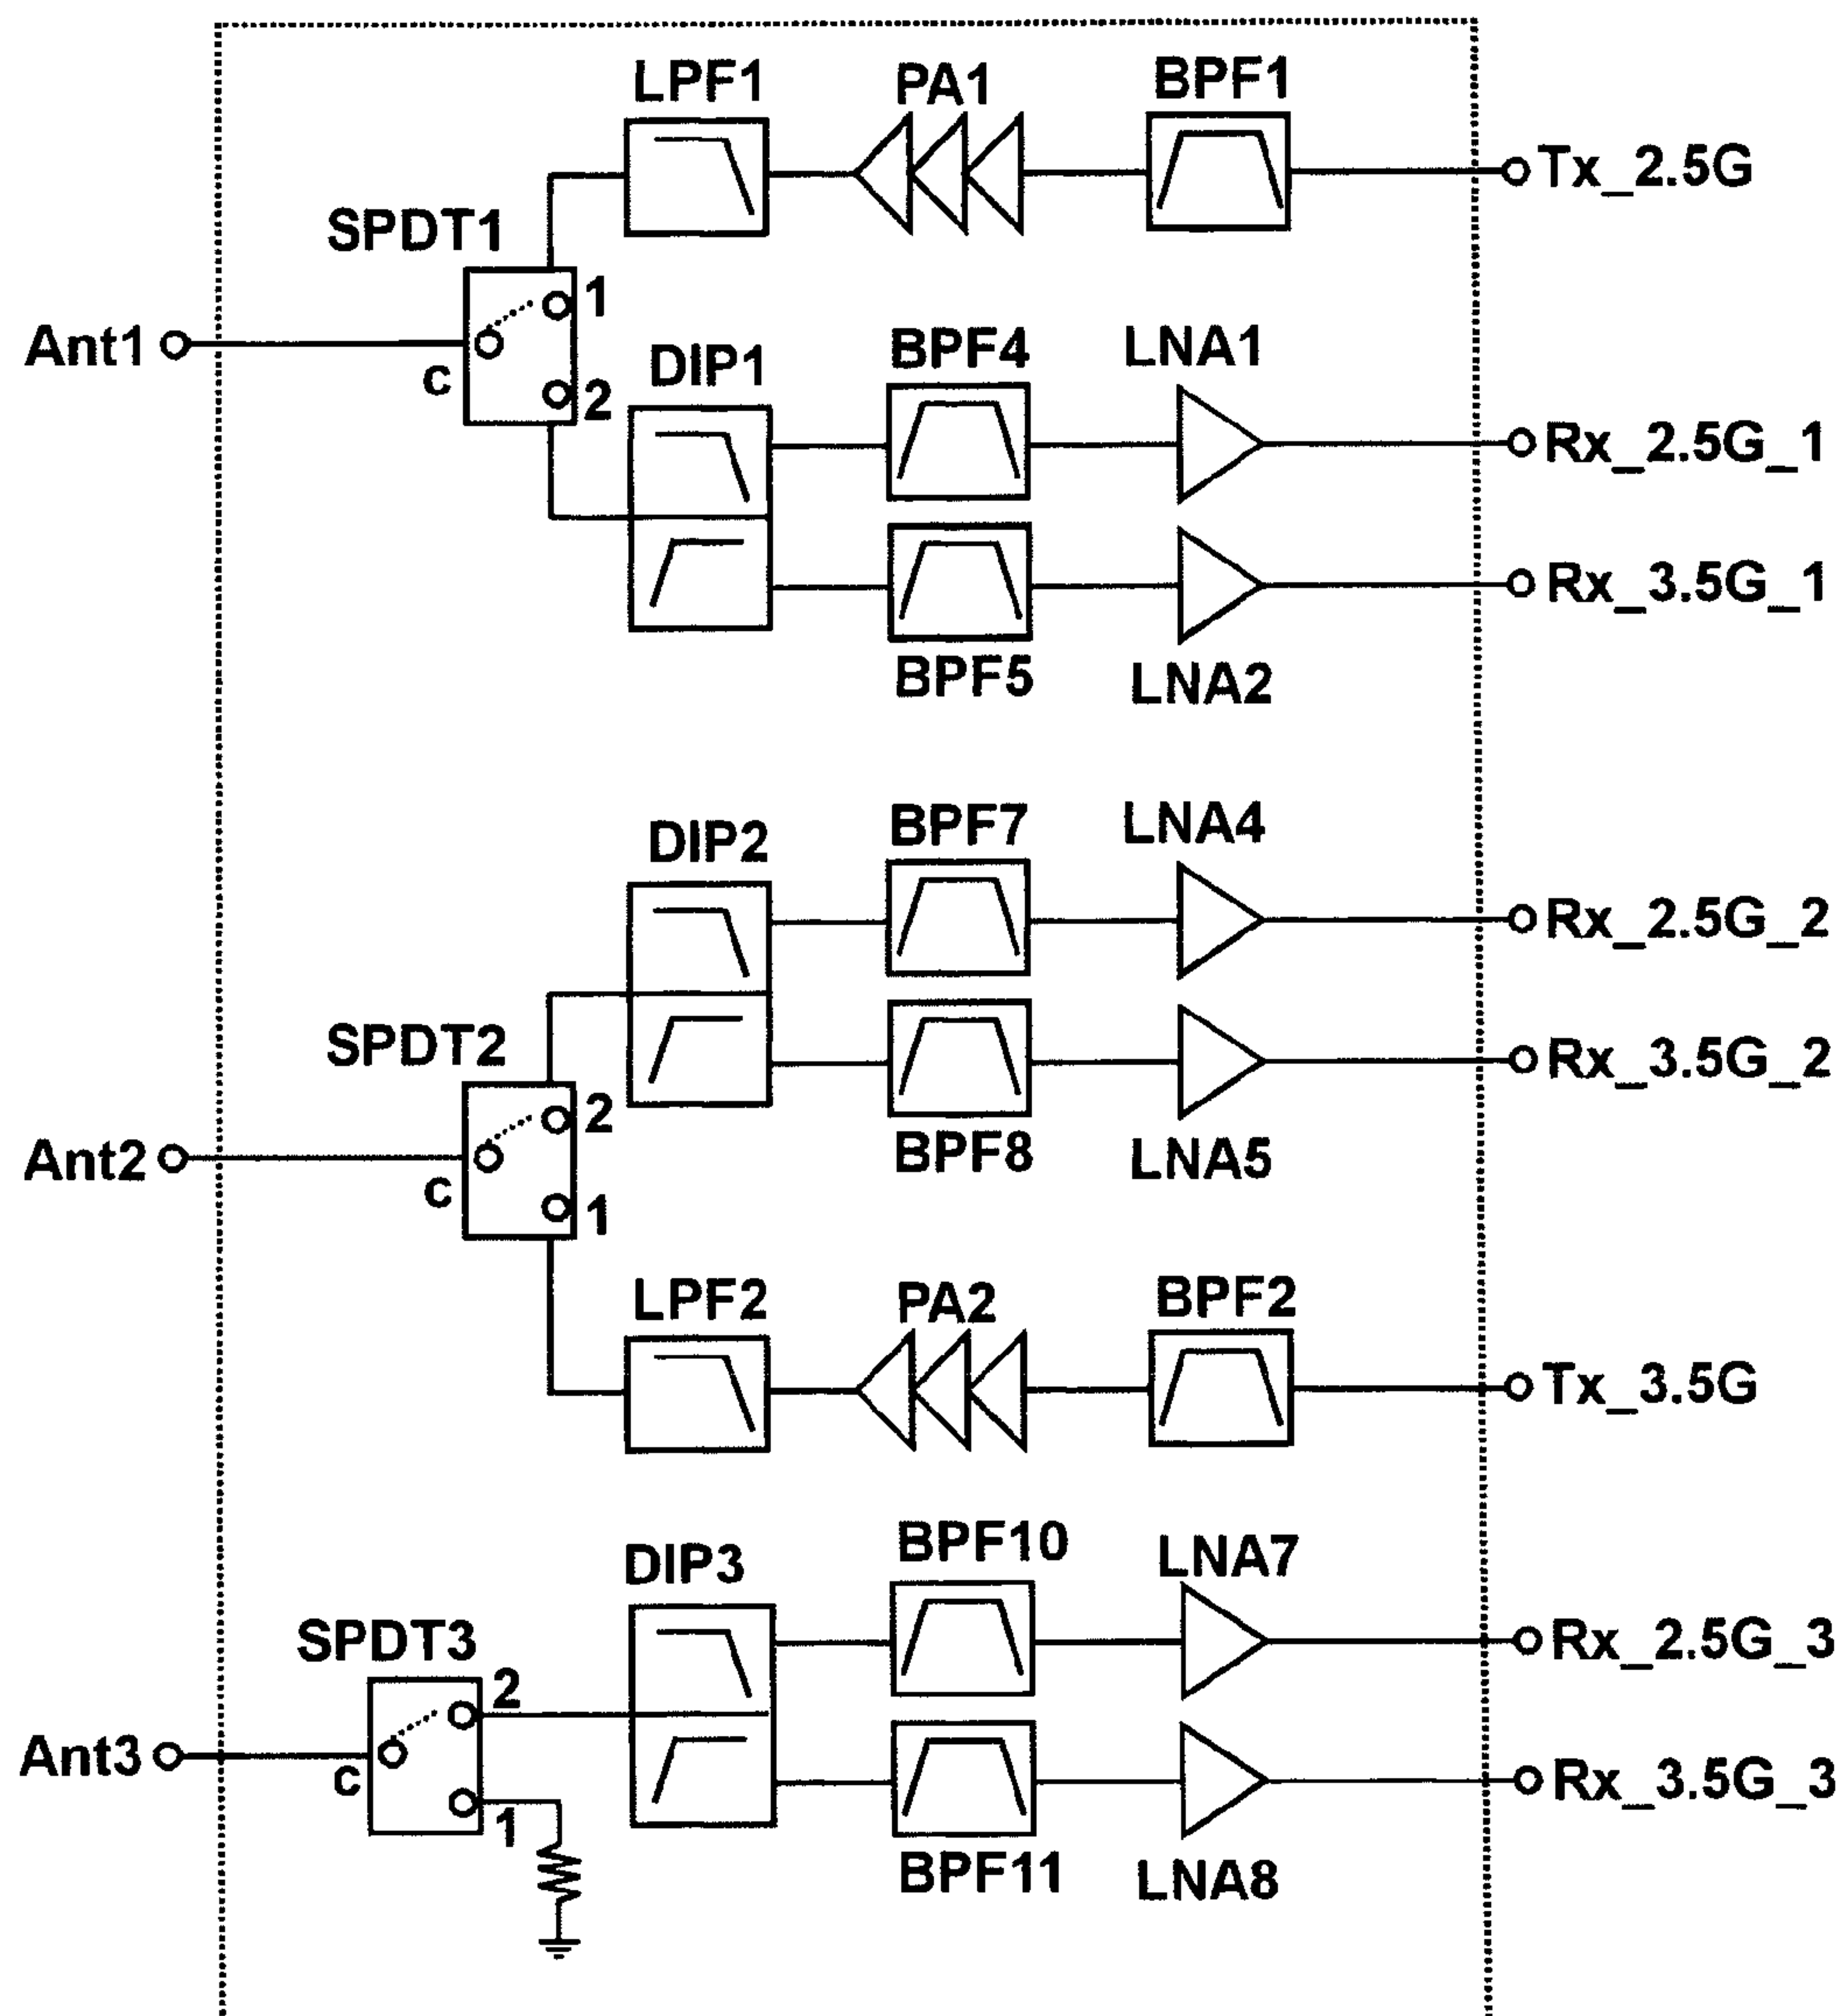 LPF1 PA1 BPF1
Tx_2.5G
SPDT1
1
Ant1
c
2
DIP1 BPF4 LNA1
Rx_2.5G_1
Rx_3.5G_1
BPF5 LNA2
DIP2 BPF7 LNA4
Rx_2.5G_2
SPDT2
Rx_3.5G_2
2
Ant2
c
1
BPF8 LNA5
LPF2 PA2 BPF2
Tx_3.5G
DIP3 BPF10 LNA7
SPDT3
Rx_2.5G_3
2
Ant3
c
1
Rx_3.5G_3
BPF11 LNA8